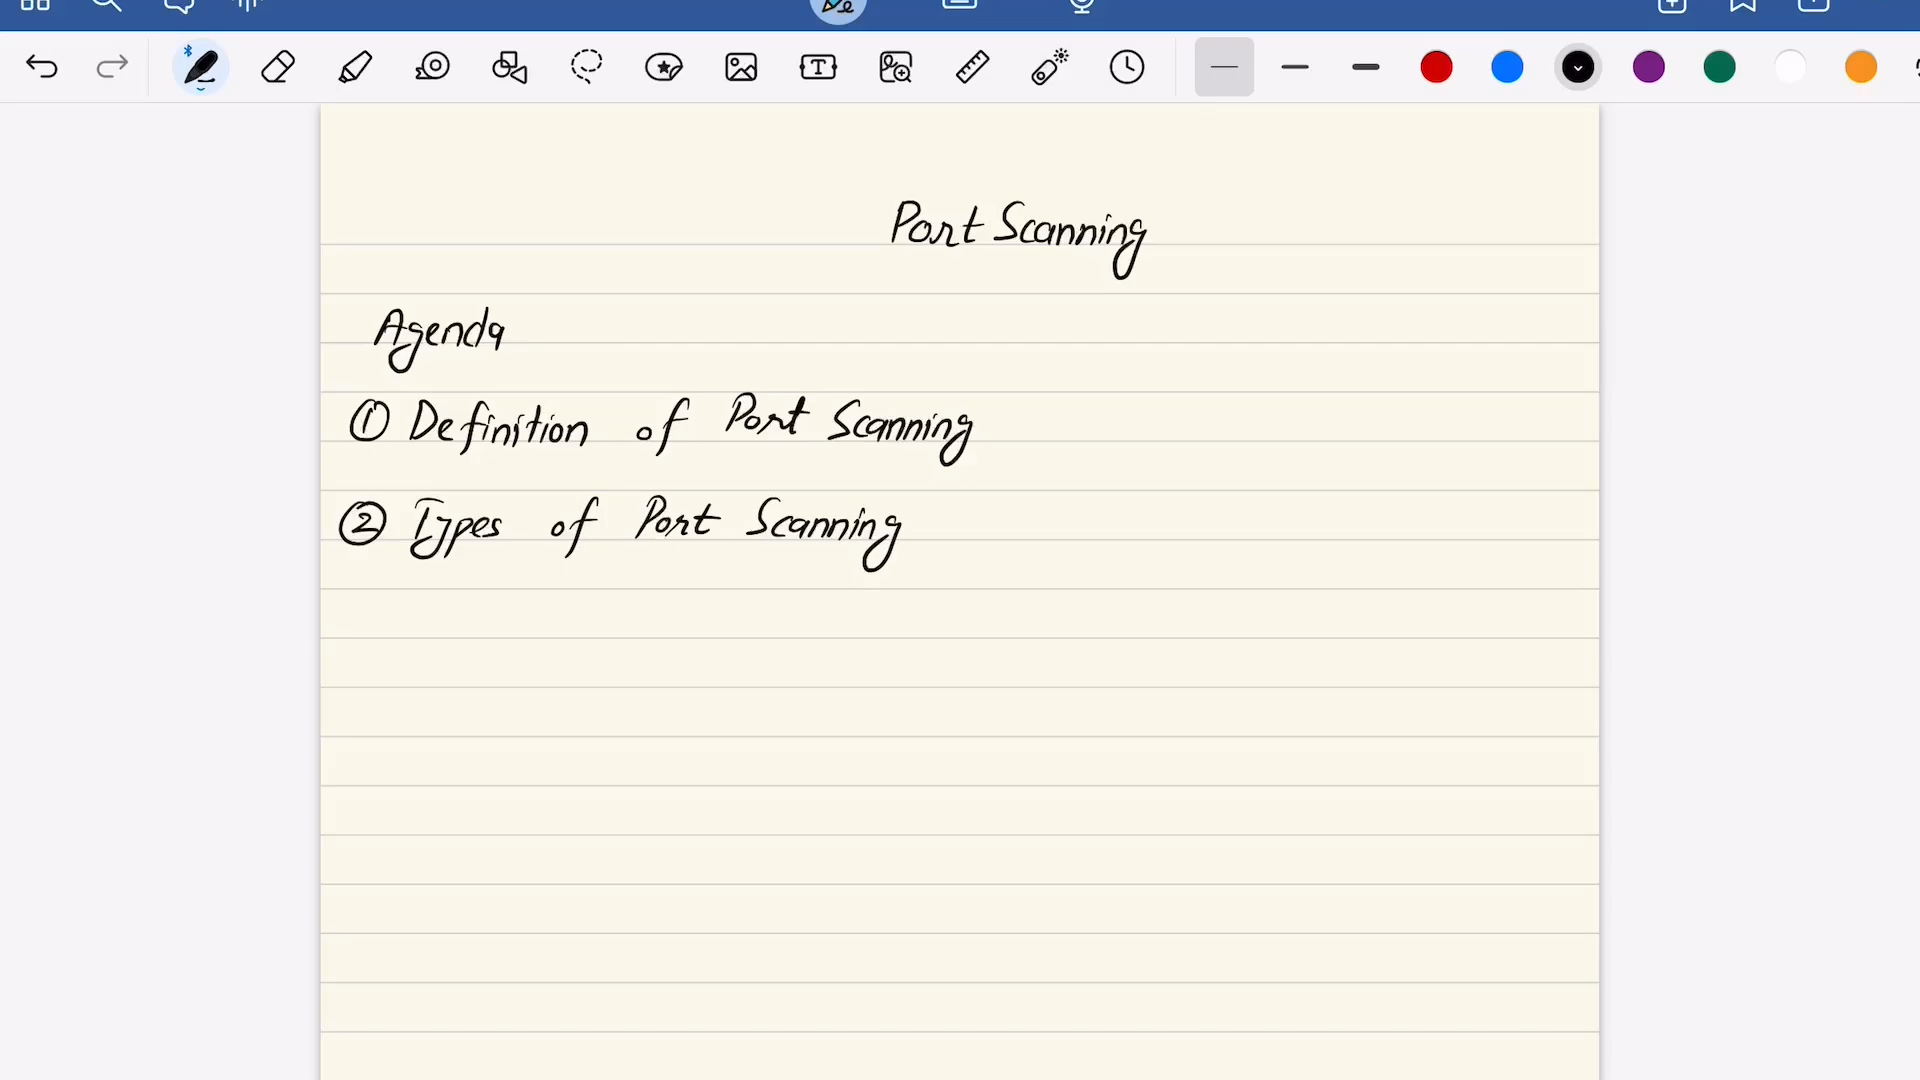 Port Scanning
Agenda
① Definition of Port Scanning
② Types of Port Scanning